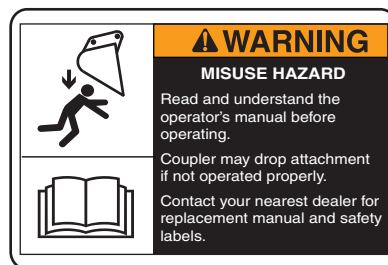 WARNING
MISUSE HAZARD
Read and understand the
operator's manual before
operating.
Coupler may drop attachment
if not operated properly.
Contact your nearest dealer for
replacement manual and safety
labels.